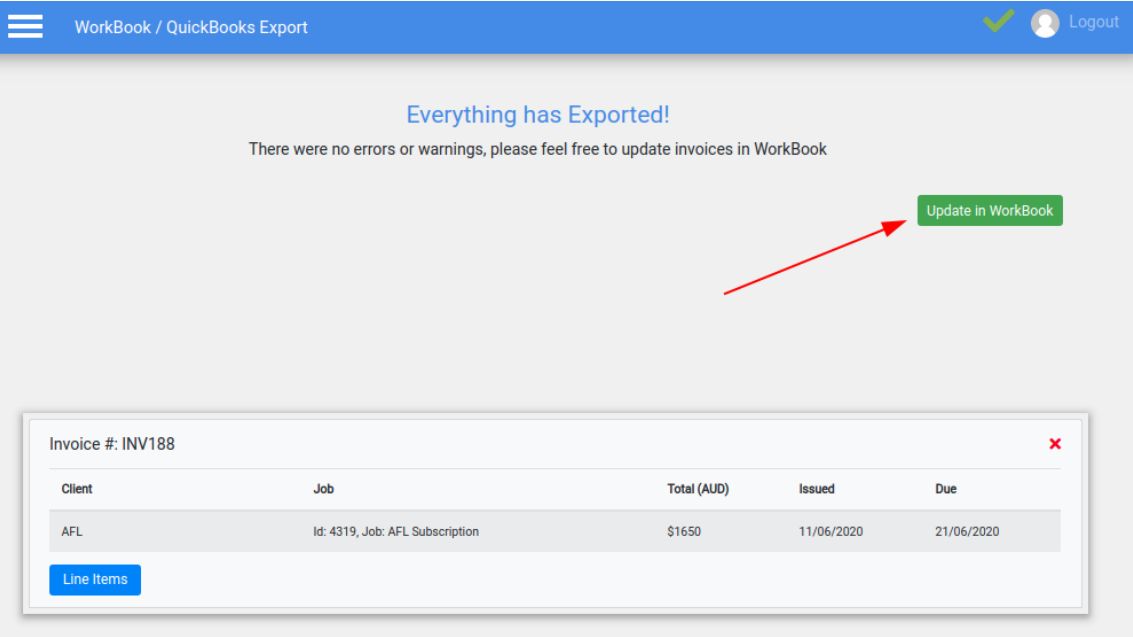 WorkBook / QuickBooks Export
Logout
Everything has Exported!
There were no errors or warnings, please feel free to update invoices in WorkBook
Update in WorkBook
Invoice #: INV188
Client Job Total (AUD) Issued Due
AFL Id: 4319, Job: AFL Subscription $1650 11/06/2020 21/06/2020
Line Items